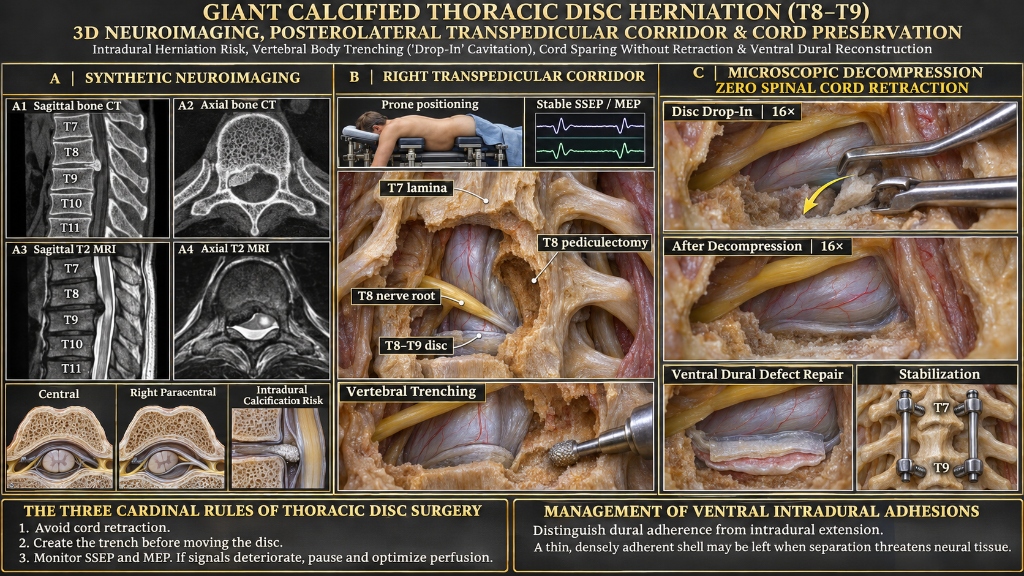 GIANT CALCIFIED THORACIC DISC HERNIATION (T8–T9)
3D NEUROIMAGING, POSTEROLATERAL TRANSPEDICULAR CORRIDOR & CORD PRESERVATION
Intradural Herniation Risk, Vertebral Body Trenching ('Drop-In' Cavitation), Cord Sparing Without Retraction & Ventral Dural Reconstruction
A | SYNTHETIC NEUROIMAGING
A1 Sagittal bone CT
T7
T8
T9
T10
T11
A2 Axial bone CT
A3 Sagittal T2 MRI
T7
T8
T9
T10
T11
A4 Axial T2 MRI
Central
Right Paracentral
Intradural
Calcification Risk
B | RIGHT TRANSPEDICULAR CORRIDOR
Prone positioning
Stable SSEP / MEP
T7 lamina
T8 pediculectomy
T8 nerve root
T8–T9 disc
Vertebral Trenching
C | MICROSCOPIC DECOMPRESSION
ZERO SPINAL CORD RETRACTION
Disc Drop-In | 16×
After Decompression | 16×
Ventral Dural Defect Repair
Stabilization
T7
T9
THE THREE CARDINAL RULES OF THORACIC DISC SURGERY
1. Avoid cord retraction.
2. Create the trench before moving the disc.
3. Monitor SSEP and MEP. If signals deteriorate, pause and optimize perfusion.
MANAGEMENT OF VENTRAL INTRADURAL ADHESIONS
Distinguish dural adherence from intradural extension.
A thin, densely adherent shell may be left when separation threatens neural tissue.